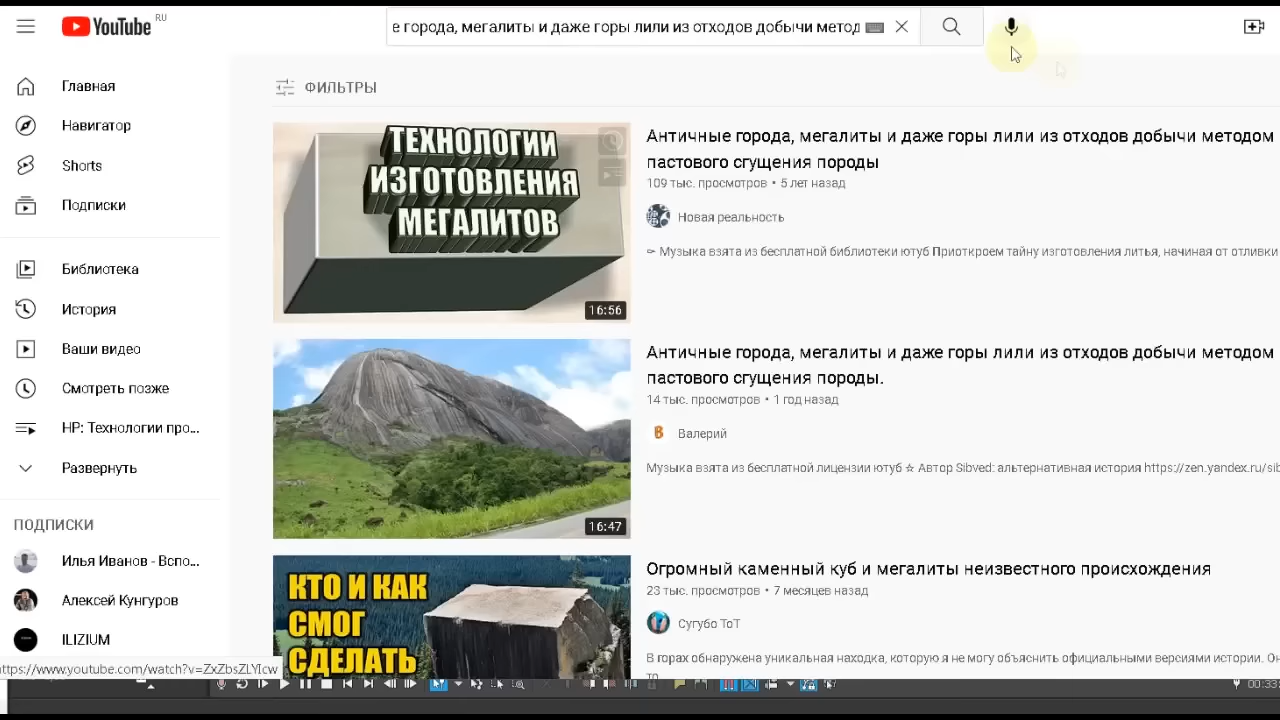 YouTube RU
е города, мегалиты и даже горы лили из отходов добычи метод
Главная
Навигатор
Shorts
Подписки
Библиотека
История
Ваши видео
Смотреть позже
НР: Технологии про...
Развернуть
ПОДПИСКИ
Илья Иванов - Вспо...
Алексей Кунгуров
ILIZIUM
https://www.youtube.com/watch?v=ZxZbsZLYIcw
ФИЛЬТРЫ
ТЕХНОЛОГИИ
ИЗГОТОВЛЕНИЯ
МЕГАЛИТОВ
16:56
Античные города, мегалиты и даже горы лили из отходов добычи методом
пастового сгущения породы
109 тыс. просмотров • 5 лет назад
Новая реальность
➣ Музыка взята из бесплатной библиотеки ютуб Приоткроем тайну изготовления литья, начиная от отливки
16:47
Античные города, мегалиты и даже горы лили из отходов добычи методом
пастового сгущения породы.
14 тыс. просмотров • 1 год назад
В
Валерий
Музыка взята из бесплатной лицензии ютуб ☆ Автор Sibved: альтернативная история https://zen.yandex.ru/sib
КТО И КАК
СМОГ
СДЕЛАТЬ
Огромный каменный куб и мегалиты неизвестного происхождения
23 тыс. просмотров • 7 месяцев назад
Сугубо ТоТ
В горах обнаружена уникальная находка, которую я не могу объяснить официальными версиями истории.
00:33: